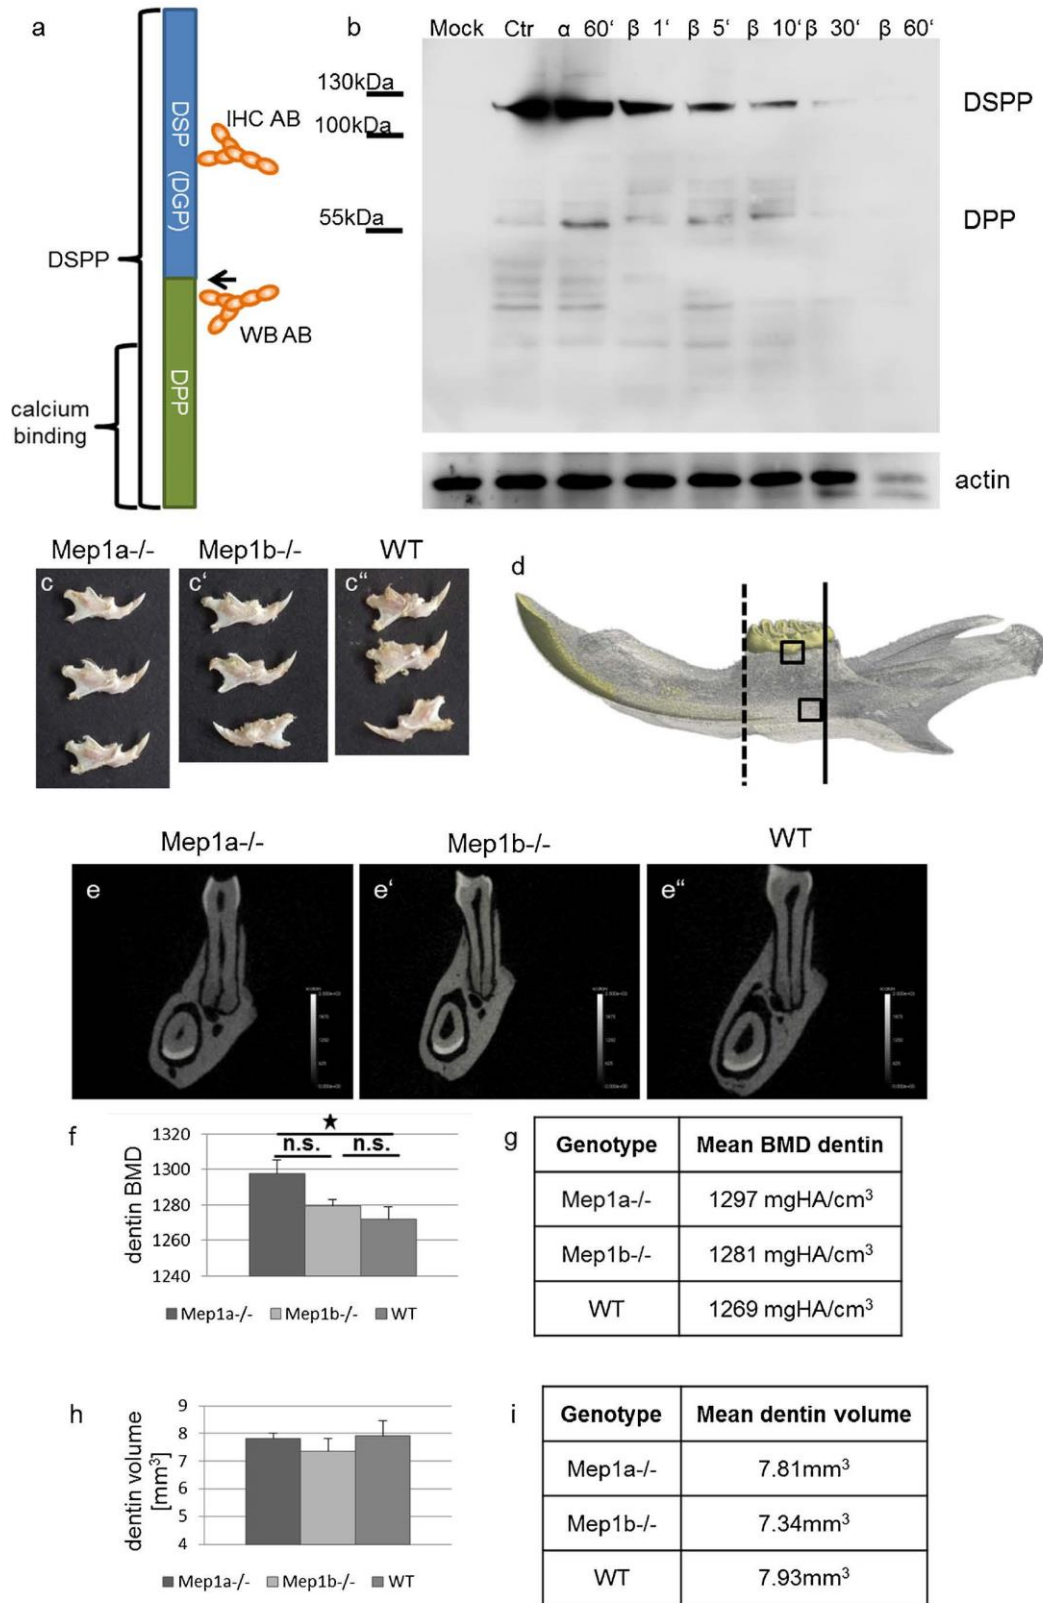 a
DSP (DGP)
DPP
IHC AB
WB AB
DSPP
calcium
binding
b
Mock Ctr α 60‘ β 1‘ β 5‘ β 10‘ β 30‘ β 60‘
130kDa
100kDa
55kDa
DSPP
DPP
actin
Mep1a-/- Mep1b-/- WT
c c‘ c“
d
Mep1a-/- Mep1b-/- WT
e e‘ e“
f
★
n.s. n.s.
dentin BMD
1320
1300
1280
1260
1240
Mep1a-/- Mep1b-/- WT
g
Genotype Mean BMD dentin
Mep1a-/- 1297 mgHA/cm³
Mep1b-/- 1281 mgHA/cm³
WT 1269 mgHA/cm³
h
dentin volume
[mm³]
9
8
7
6
5
4
Mep1a-/- Mep1b-/- WT
i
Genotype Mean dentin volume
Mep1a-/- 7.81mm³
Mep1b-/- 7.34mm³
WT 7.93mm³